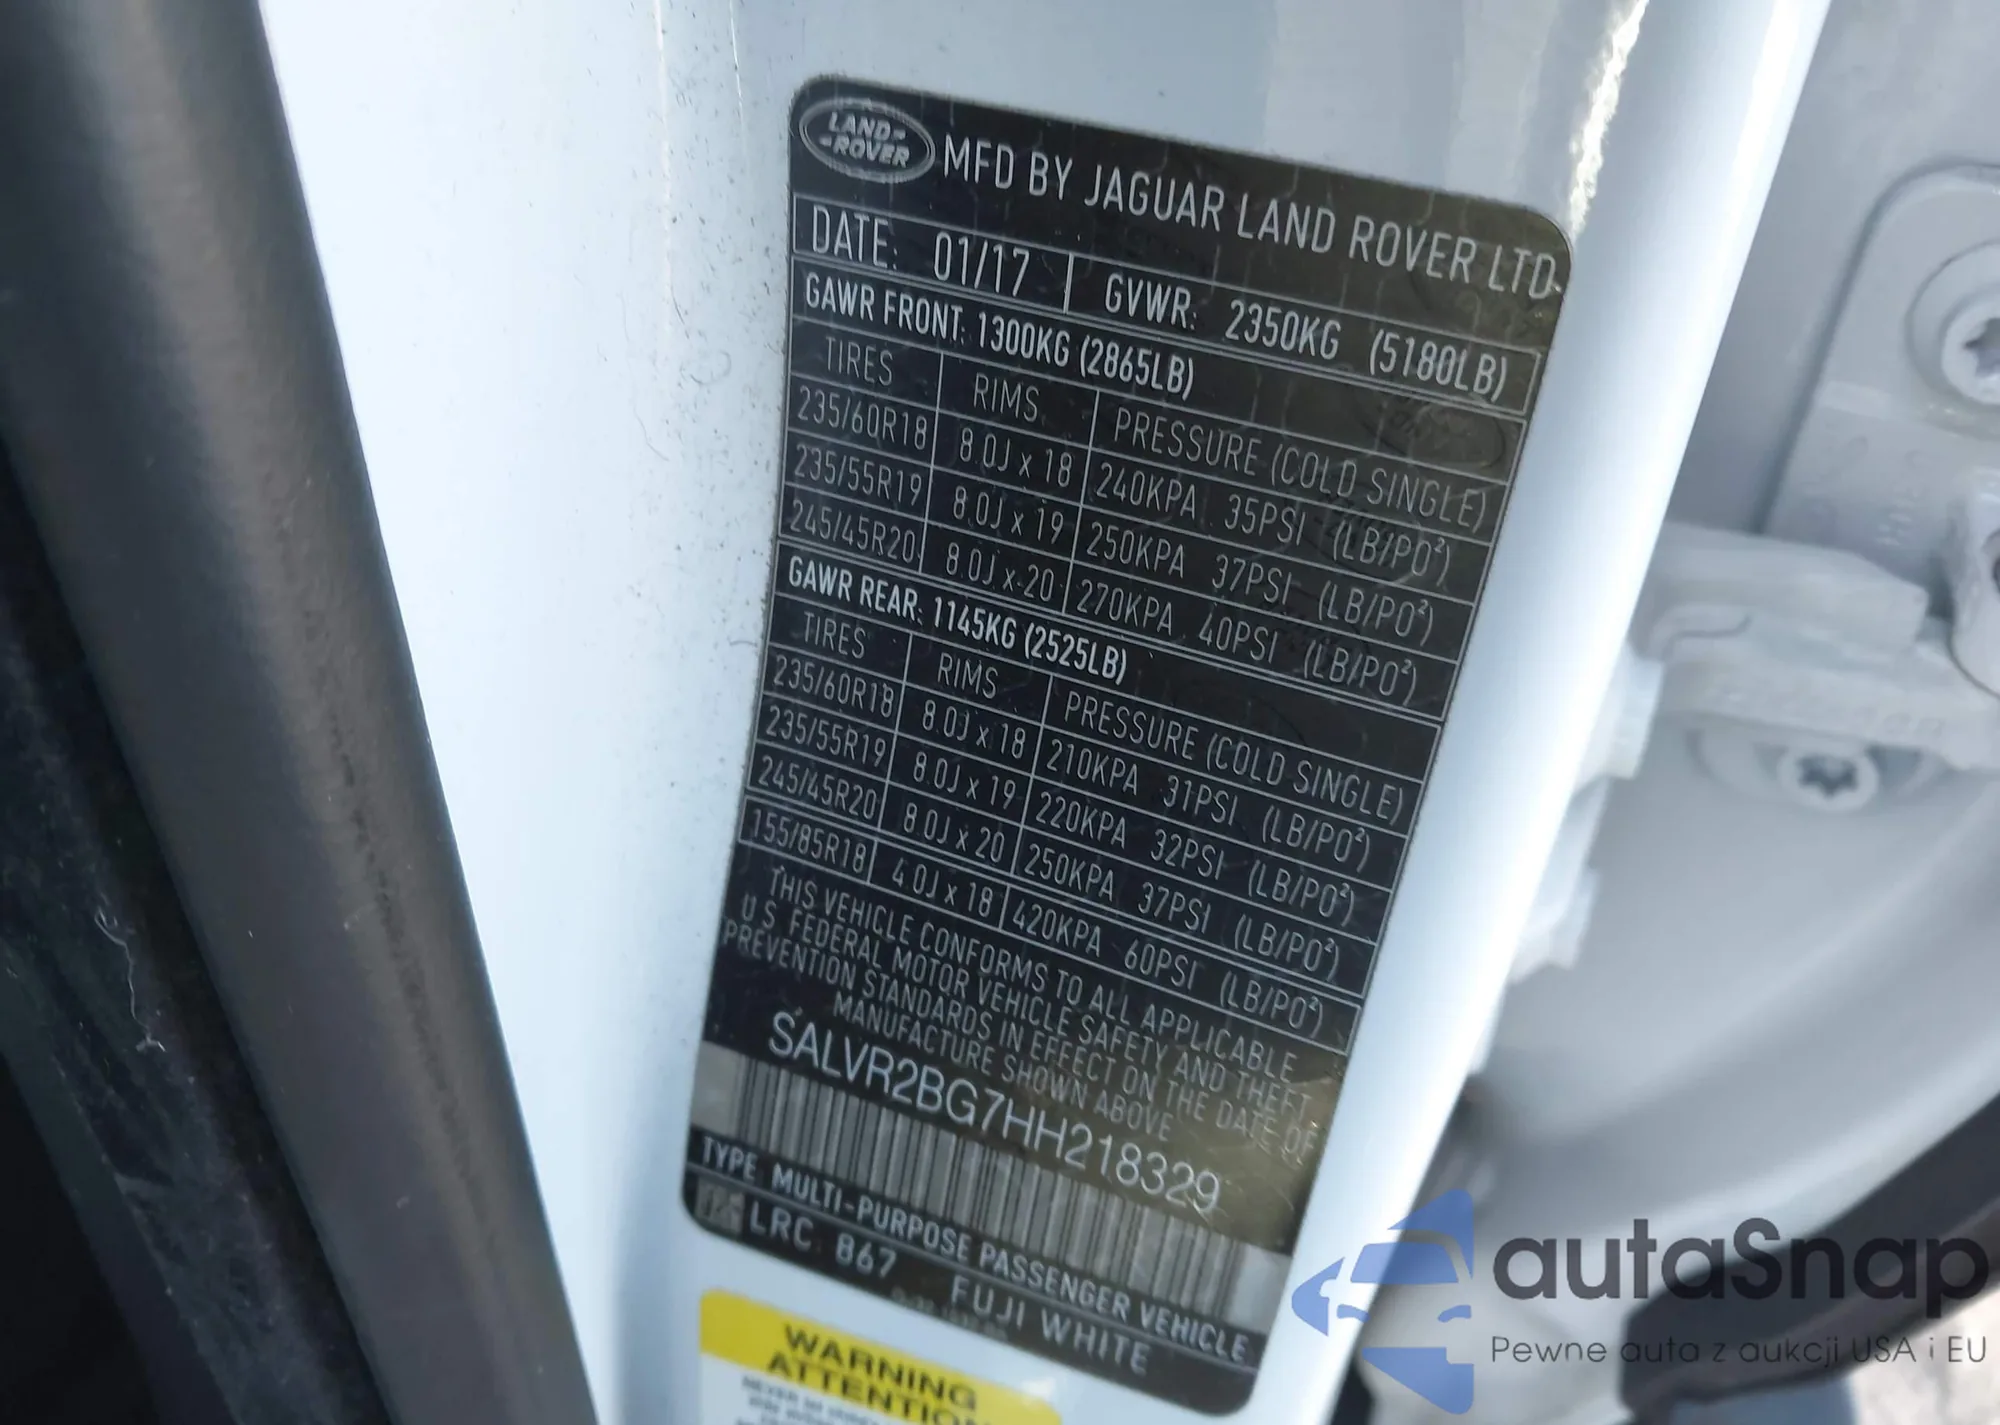 LAND-
-ROVER
MFD BY JAGUAR LAND ROVER LTD.
DATE: 01/17 GVWR: 2350KG (5180LB)
GAWR FRONT: 1300KG (2865LB)
TIRES RIMS PRESSURE (COLD SINGLE)
235/60R18 8.0J x 18 240KPA 35PSI (LB/PO²)
235/55R19 8.0J x 19 250KPA 37PSI (LB/PO²)
245/45R20 8.0J x 20 270KPA 40PSI (LB/PO²)
GAWR REAR: 1145KG (2525LB)
TIRES RIMS PRESSURE (COLD SINGLE)
235/60R18 8.0J x 18 210KPA 31PSI (LB/PO²)
235/55R19 8.0J x 19 220KPA 32PSI (LB/PO²)
245/45R20 8.0J x 20 250KPA 37PSI (LB/PO²)
155/85R18 4.0J x 18 420KPA 60PSI (LB/PO²)
THIS VEHICLE CONFORMS TO ALL APPLICABLE
U.S. FEDERAL MOTOR VEHICLE SAFETY AND THEFT
PREVENTION STANDARDS IN EFFECT ON THE DATE OF
MANUFACTURE SHOWN ABOVE
SALVR2BG7HH218329
TYPE: MULTI-PURPOSE PASSENGER VEHICLE
LRC 867 FUJI WHITE
WARNING
ATTENTION
autaSnap
Pewne auta z aukcji USA i EU